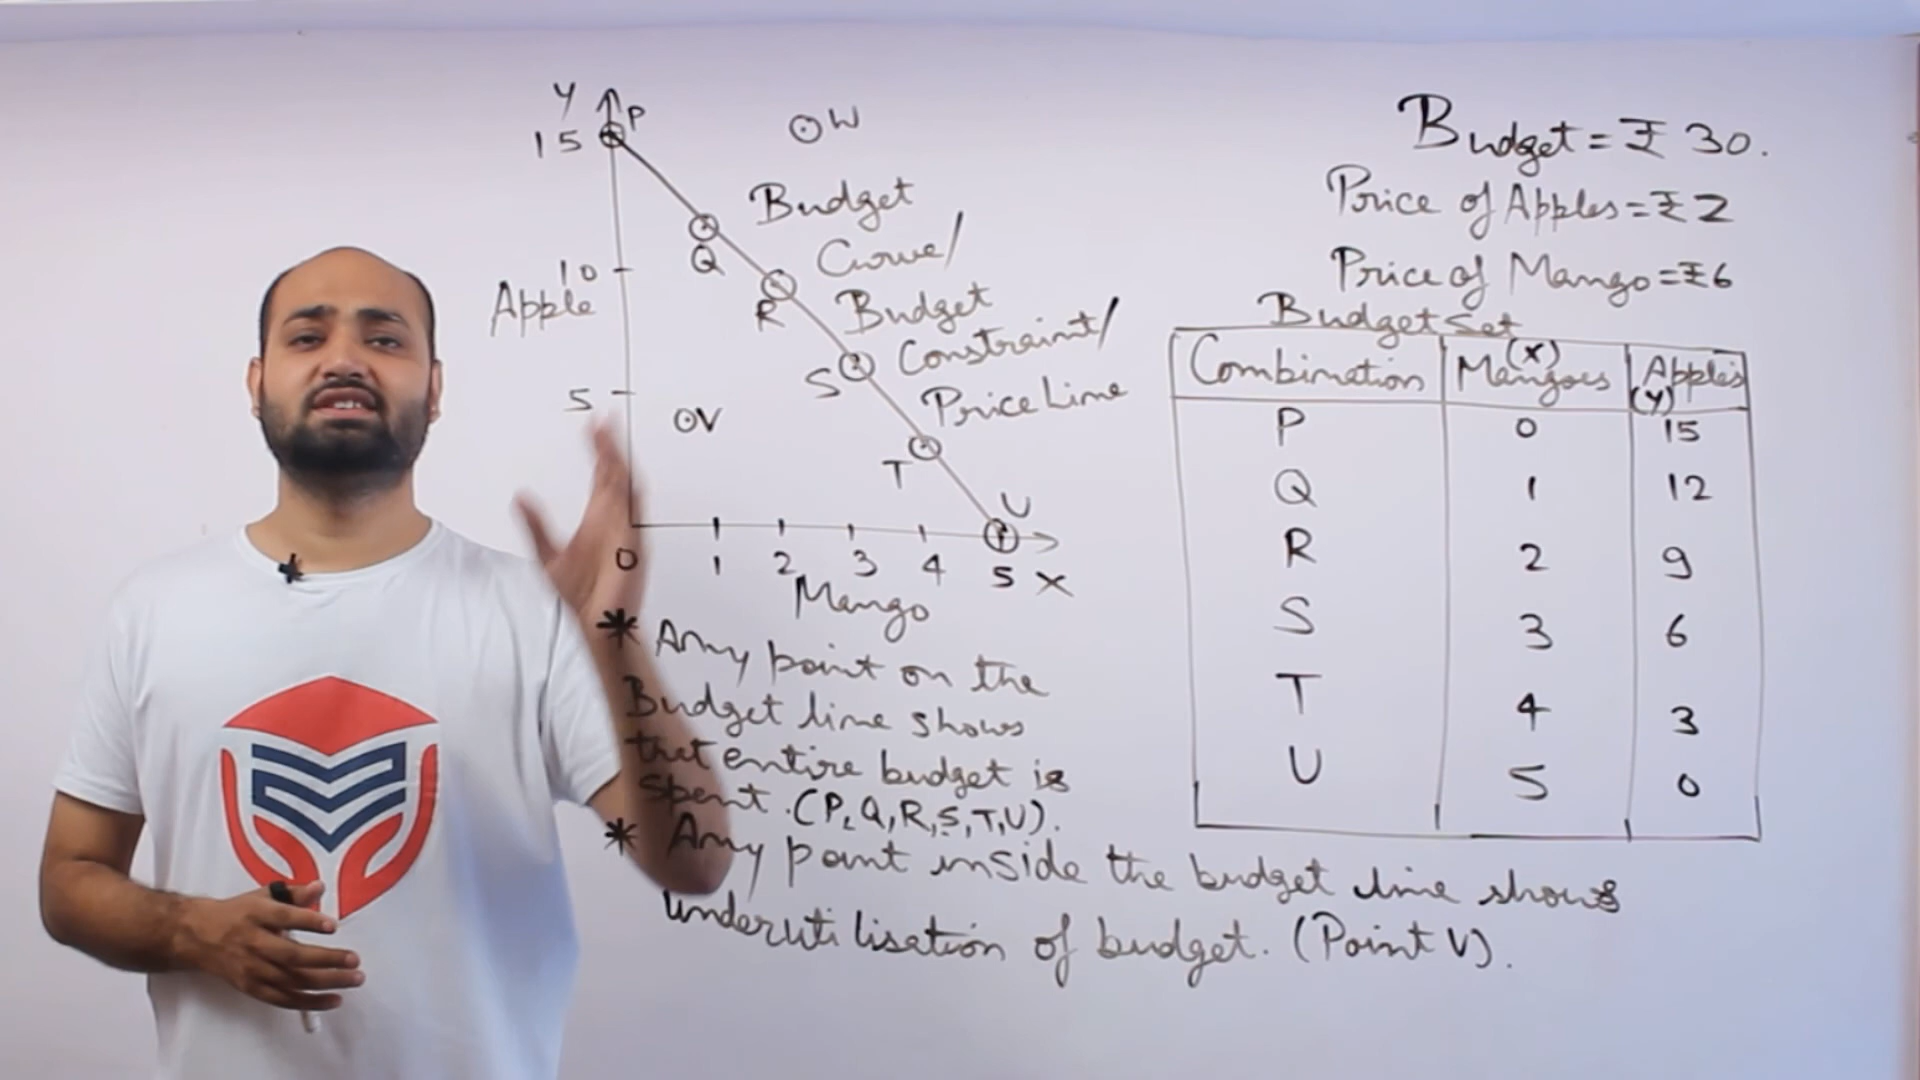 Y
P
15
W
Budget
Q
Curve/
10
Apple
R
Budget
Constraint/
S
Price Line
5
V
T
U
0 1 2 3 4 5 X
Mango
* Any point on the
Budget line shows
that entire budget is
spent. (P, Q, R, S, T, U).
* Any point inside the budget line shows
underutilisation of budget. (Point V).
Budget = ₹ 30.
Price of Apples = ₹ 2
Price of Mango = ₹ 6
Budget Set
Combination Mangoes (X) Apples (Y)
P 0 15
Q 1 12
R 2 9
S 3 6
T 4 3
U 5 0